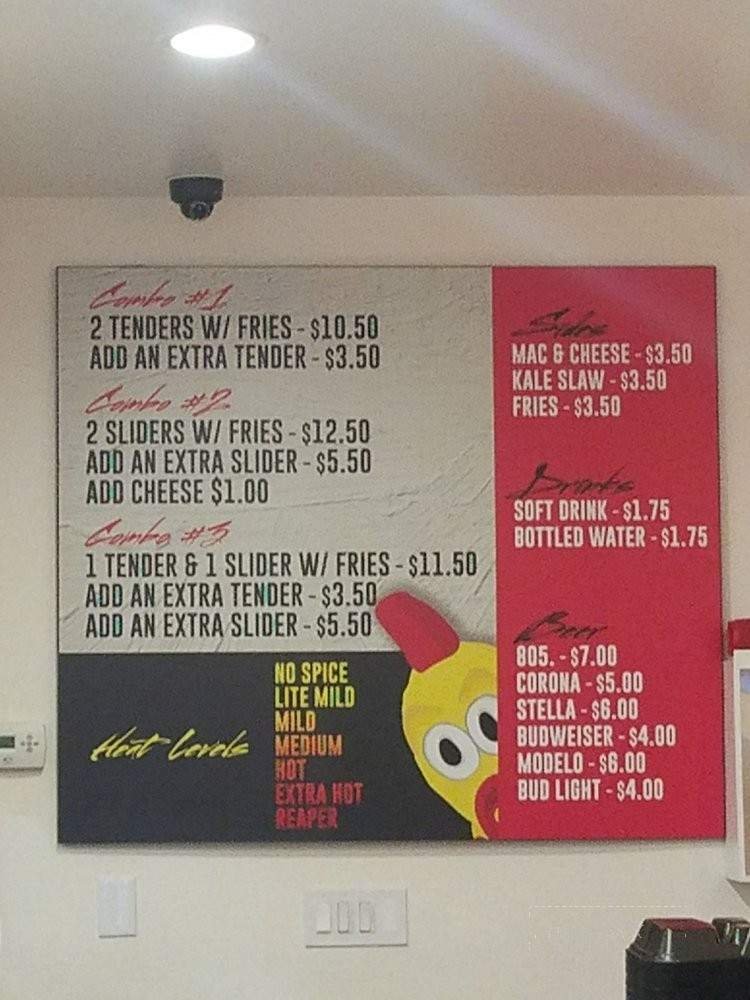 Combo #1
2 TENDERS W/ FRIES - $10.50
ADD AN EXTRA TENDER - $3.50
Combo #2
2 SLIDERS W/ FRIES - $12.50
ADD AN EXTRA SLIDER - $5.50
ADD CHEESE $1.00
Combo #3
1 TENDER & 1 SLIDER W/ FRIES - $11.50
ADD AN EXTRA TENDER - $3.50
ADD AN EXTRA SLIDER - $5.50
Heat Levels
NO SPICE
LITE MILD
MILD
MEDIUM
HOT
EXTRA HOT
REAPER
Sides
MAC & CHEESE - $3.50
KALE SLAW - $3.50
FRIES - $3.50
Drinks
SOFT DRINK - $1.75
BOTTLED WATER - $1.75
Beer
805. - $7.00
CORONA - $5.00
STELLA - $6.00
BUDWEISER - $4.00
MODELO - $6.00
BUD LIGHT - $4.00